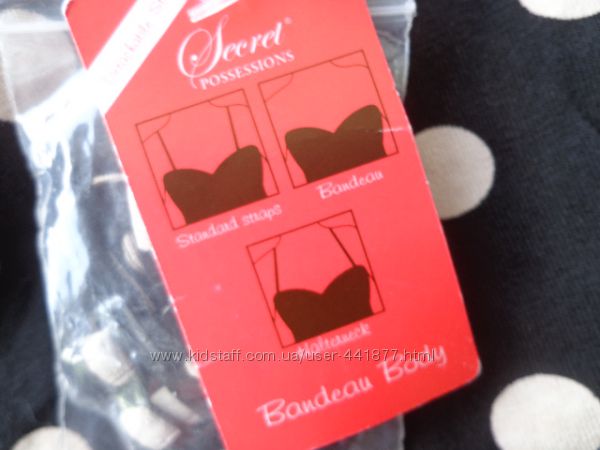 Secret®
POSSESSIONS
Standard straps
Bandeau
Halterneck
www.kidstaff.com.ua/user-441877.html
Bandeau Body